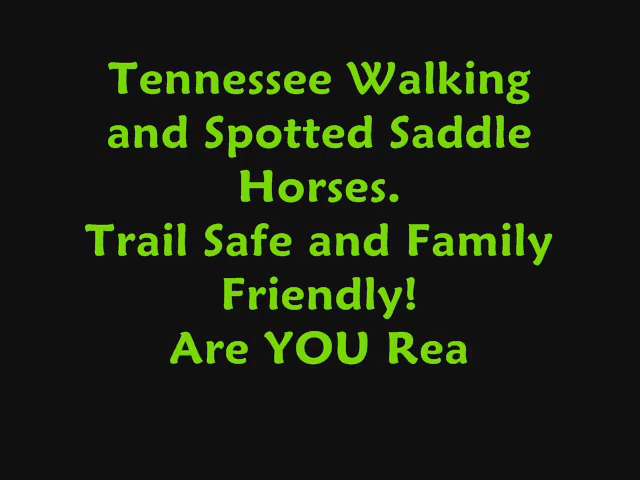 Tennessee Walking
and Spotted Saddle
Horses.
Trail Safe and Family
Friendly!
Are YOU Rea